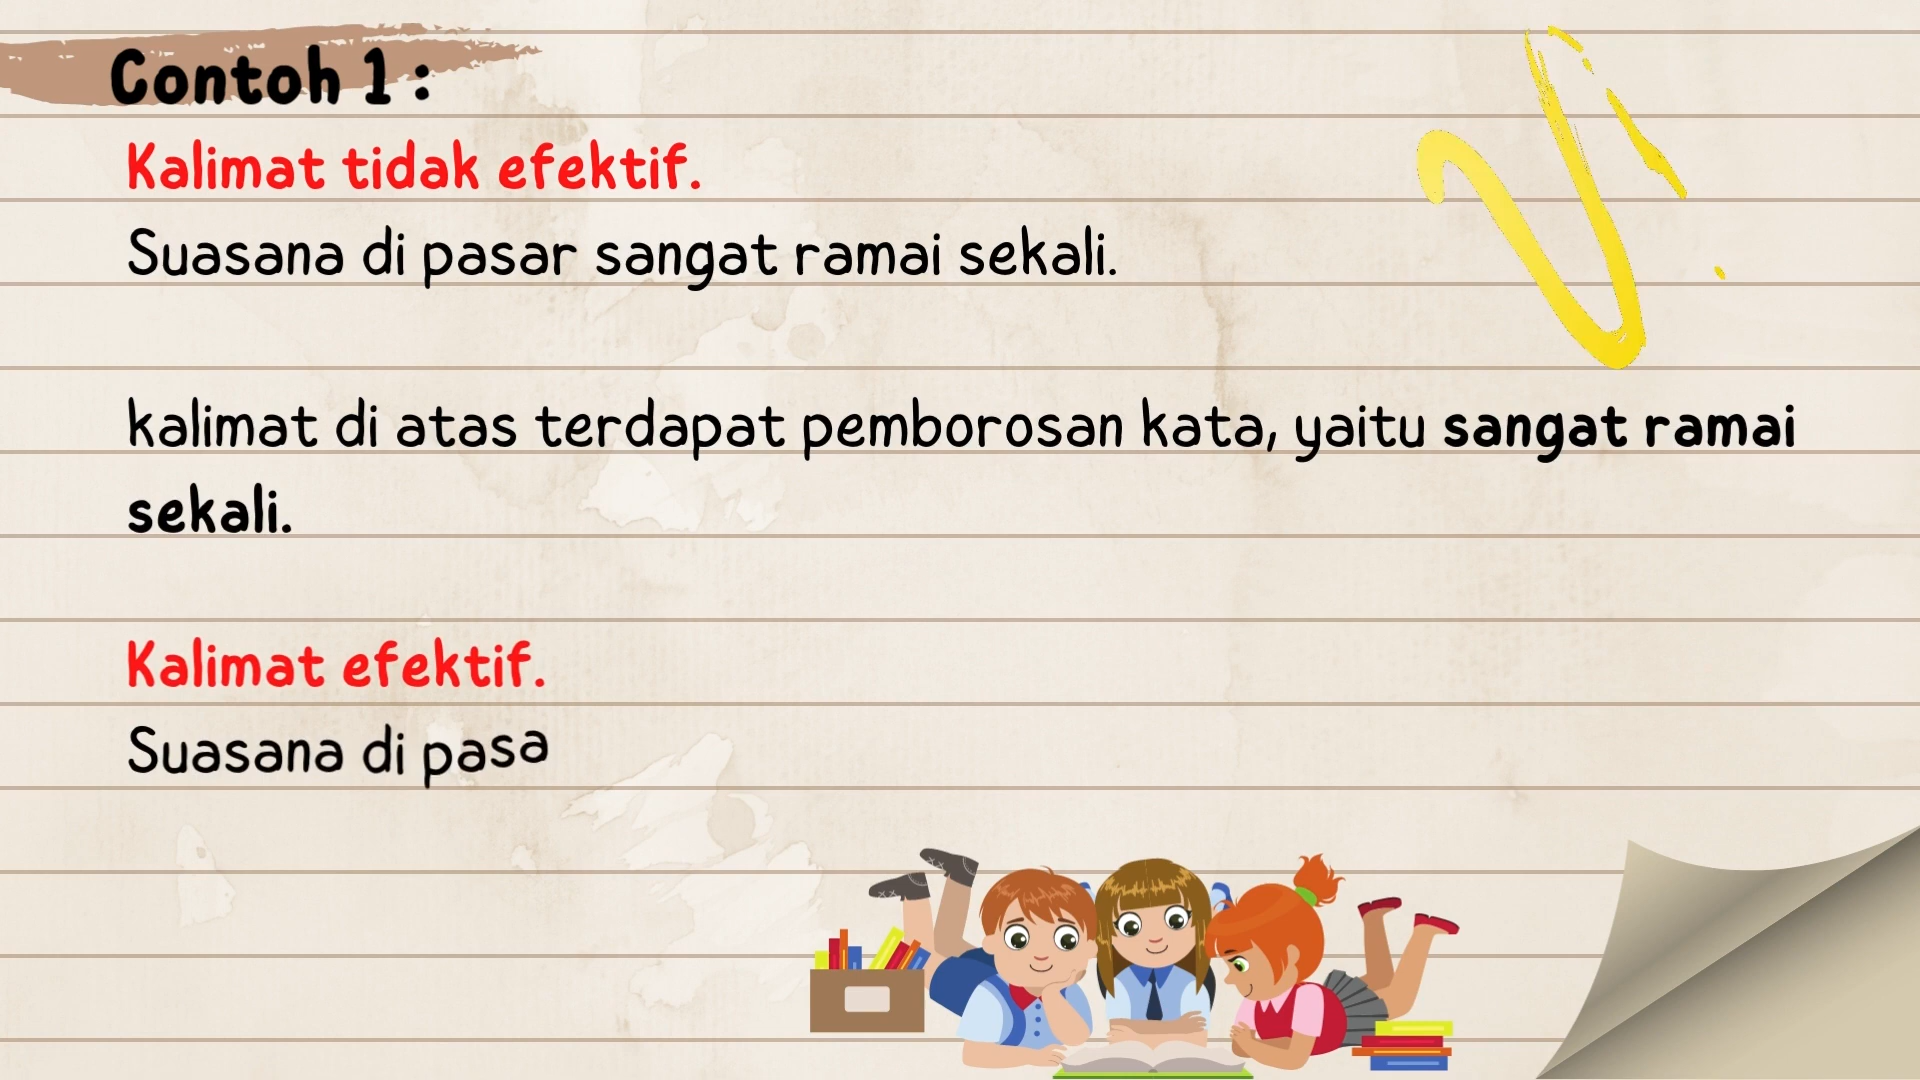 Contoh 1 :
Kalimat tidak efektif.
Suasana di pasar sangat ramai sekali.
kalimat di atas terdapat pemborosan kata, yaitu sangat ramai
sekali.
Kalimat efektif.
Suasana di pasa